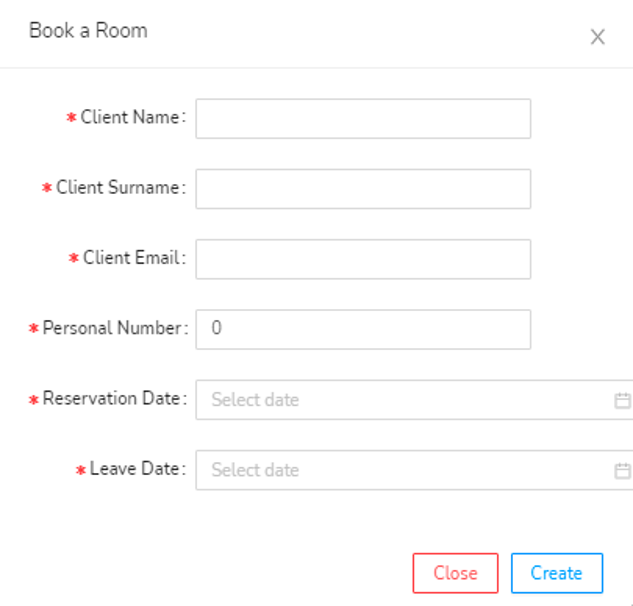 Book a Room
* Client Name:
* Client Surname:
* Client Email:
* Personal Number: 0
* Reservation Date: Select date
* Leave Date: Select date
Close Create